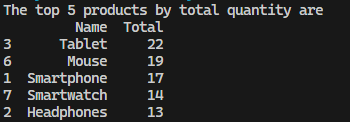 The top 5 products by total quantity are
Name Total
3 Tablet 22
6 Mouse 19
1 Smartphone 17
7 Smartwatch 14
2 Headphones 13